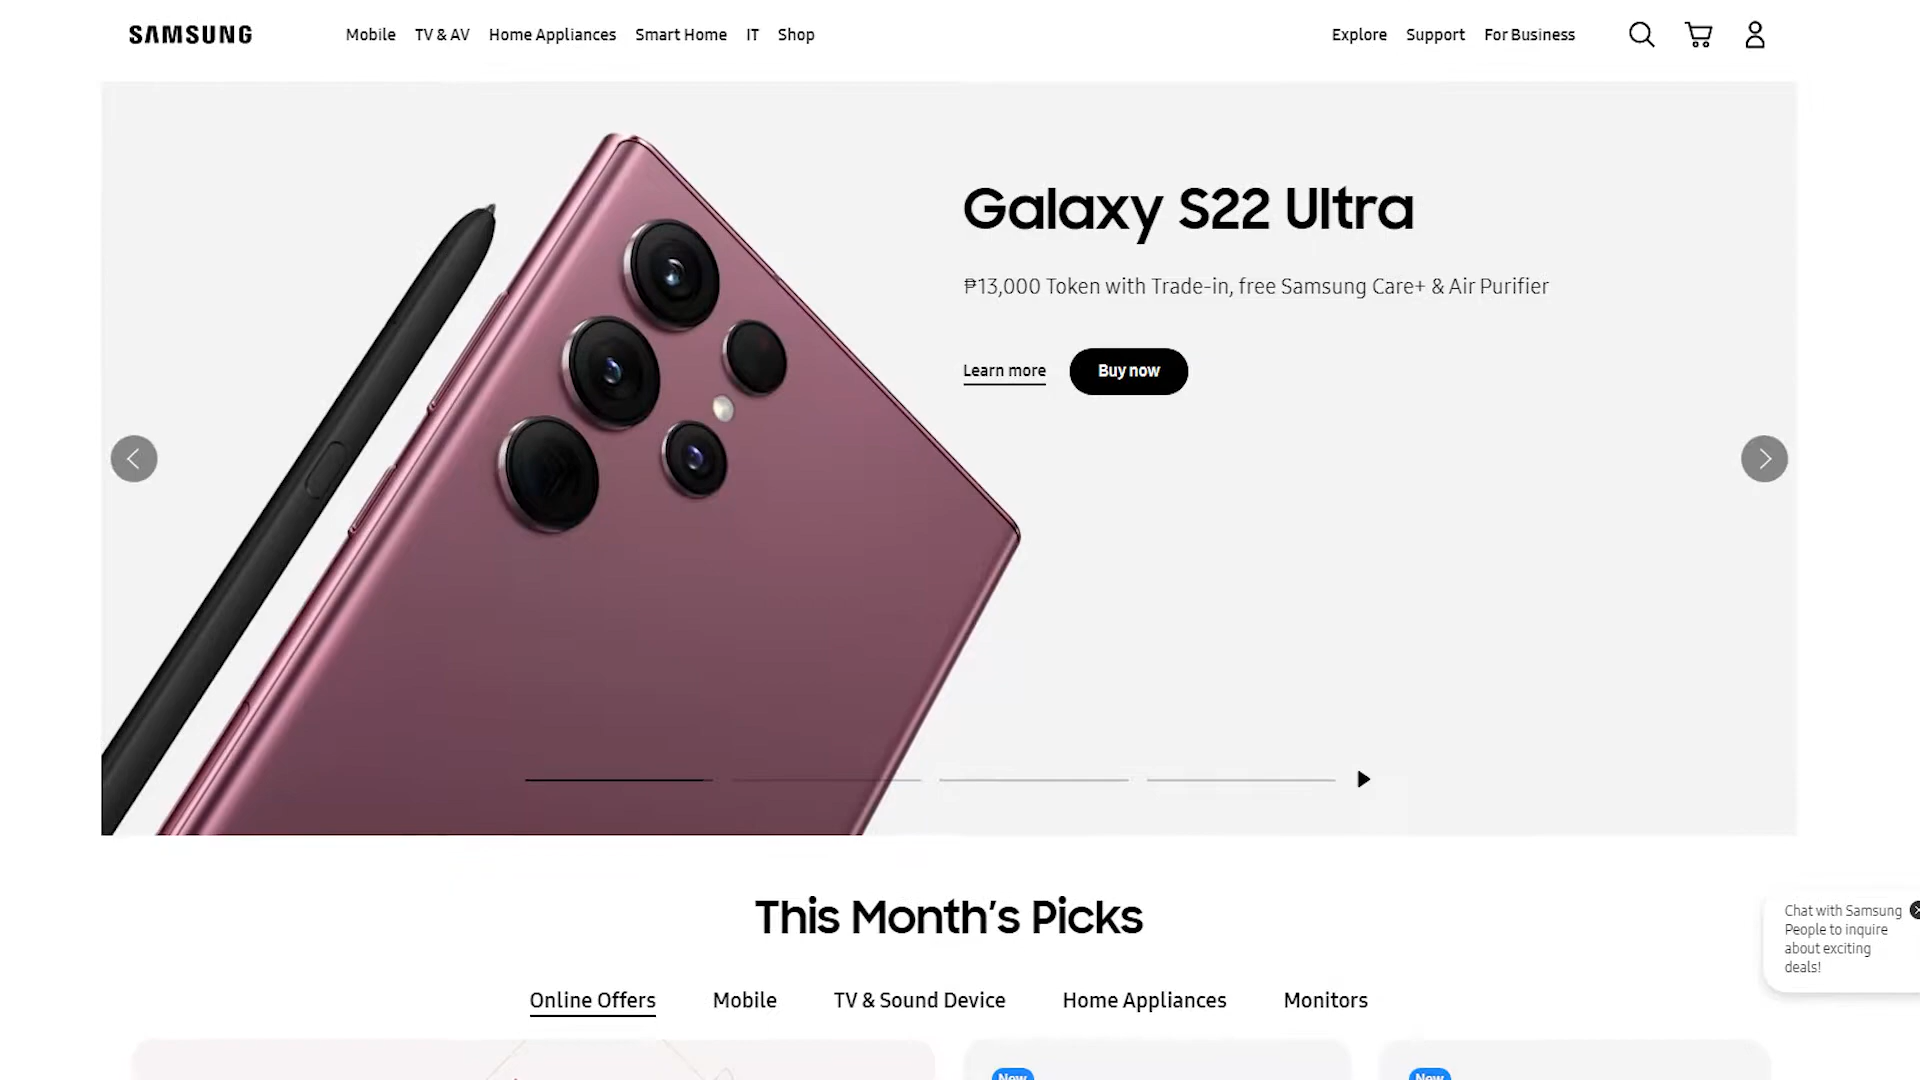 SAMSUNG
Mobile TV & AV Home Appliances Smart Home IT Shop
Explore Support For Business
Galaxy S22 Ultra
₱13,000 Token with Trade-in, free Samsung Care+ & Air Purifier
Learn more Buy now
This Month's Picks
Chat with Samsung
People to inquire
about exciting
deals!
Online Offers Mobile TV & Sound Device Home Appliances Monitors
New New